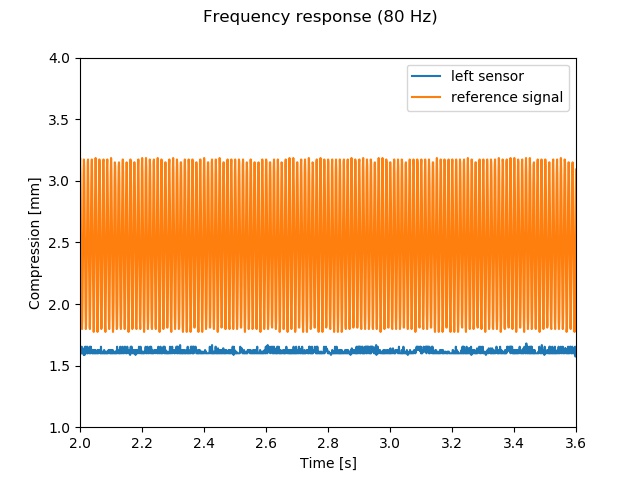 Frequency response (80 Hz)
left sensor
reference signal
4.0
3.5
3.0
2.5
2.0
1.5
1.0
Compression [mm]
2.0 2.2 2.4 2.6 2.8 3.0 3.2 3.4 3.6
Time [s]